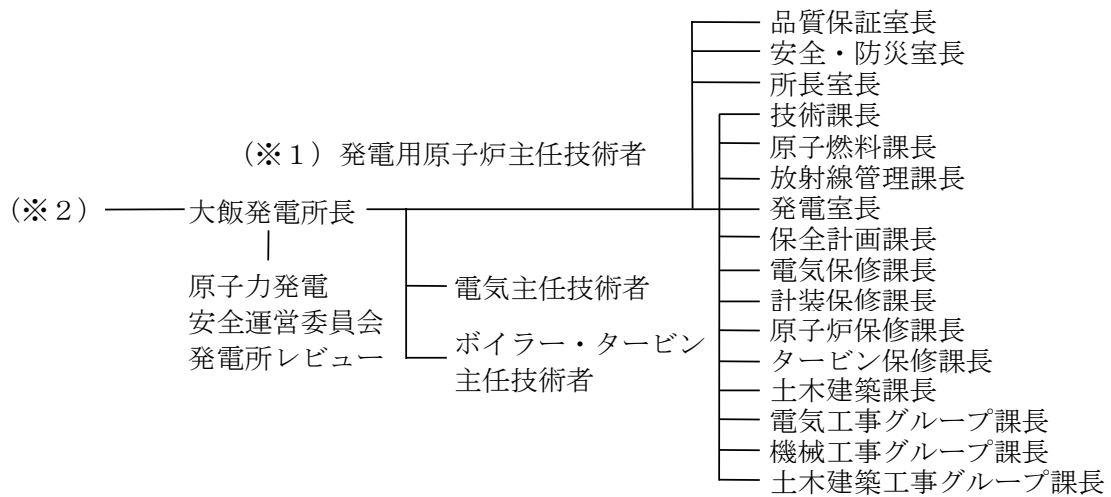 品質保証室長
安全・防災室長
所長室長
技術課長
(※1)発電用原子炉主任技術者
原子燃料課長
放射線管理課長
(※2)
大飯発電所長
発電室長
保全計画課長
原子力発電
安全運営委員会
発電所レビュー
電気主任技術者
ボイラー・タービン
主任技術者
電気保修課長
計装保修課長
原子炉保修課長
タービン保修課長
土木建築課長
電気工事グループ課長
機械工事グループ課長
土木建築工事グループ課長